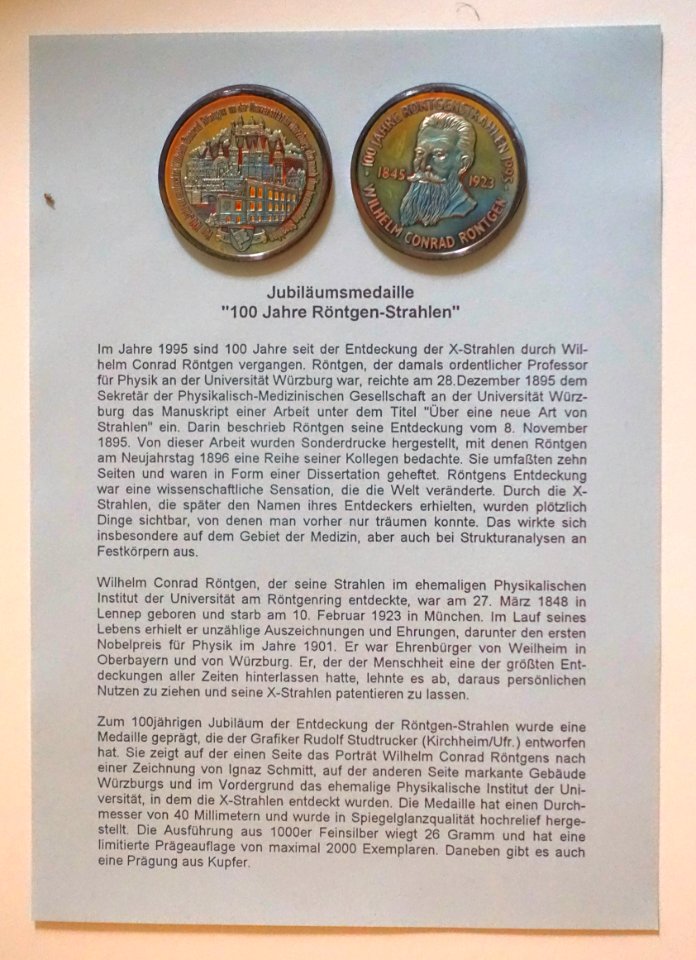 100 JAHRE RÖNTGENSTRAHLEN 1995
1845 1923
WILHELM CONRAD RÖNTGEN
Jubiläumsmedaille
"100 Jahre Röntgen-Strahlen"
Im Jahre 1995 sind 100 Jahre seit der Entdeckung der X-Strahlen durch Wil-
helm Conrad Röntgen vergangen. Röntgen, der damals ordentlicher Professor
für Physik an der Universität Würzburg war, reichte am 28.Dezember 1895 dem
Sekretär der Physikalisch-Medizinischen Gesellschaft an der Universität Würz-
burg das Manuskript einer Arbeit unter dem Titel "Über eine neue Art von
Strahlen" ein. Darin beschrieb Röntgen seine Entdeckung vom 8. November
1895. Von dieser Arbeit wurden Sonderdrucke hergestellt, mit denen Röntgen
am Neujahrstag 1896 eine Reihe seiner Kollegen bedachte. Sie umfaßten zehn
Seiten und waren in Form einer Dissertation geheftet. Röntgens Entdeckung
war eine wissenschaftliche Sensation, die die Welt veränderte. Durch die X-
Strahlen, die später den Namen ihres Entdeckers erhielten, wurden plötzlich
Dinge sichtbar, von denen man vorher nur träumen konnte. Das wirkte sich
insbesondere auf dem Gebiet der Medizin, aber auch bei Strukturanalysen an
Festkörpern aus.
Wilhelm Conrad Röntgen, der seine Strahlen im ehemaligen Physikalischen
Institut der Universität am Röntgenring entdeckte, war am 27. März 1848 in
Lennep geboren und starb am 10. Februar 1923 in München. Im Lauf seines
Lebens erhielt er unzählige Auszeichnungen und Ehrungen, darunter den ersten
Nobelpreis für Physik im Jahre 1901. Er war Ehrenbürger von Weilheim in
Oberbayern und von Würzburg. Er, der der Menschheit eine der größten Ent-
deckungen aller Zeiten hinterlassen hatte, lehnte es ab, daraus persönlichen
Nutzen zu ziehen und seine X-Strahlen patentieren zu lassen.
Zum 100jährigen Jubiläum der Entdeckung der Röntgen-Strahlen wurde eine
Medaille geprägt, die der Grafiker Rudolf Studtrucker (Kirchheim/Ufr.) entworfen
hat. Sie zeigt auf der einen Seite das Porträt Wilhelm Conrad Röntgens nach
einer Zeichnung von Ignaz Schmitt, auf der anderen Seite markante Gebäude
Würzburgs und im Vordergrund das ehemalige Physikalische Institut der Uni-
versität, in dem die X-Strahlen entdeckt wurden. Die Medaille hat einen Durch-
messer von 40 Millimetern und wurde in Spiegelglanzqualität hochrelief herge-
stellt. Die Ausführung aus 1000er Feinsilber wiegt 26 Gramm und hat eine
limitierte Prägeauflage von maximal 2000 Exemplaren. Daneben gibt es auch
eine Prägung aus Kupfer.